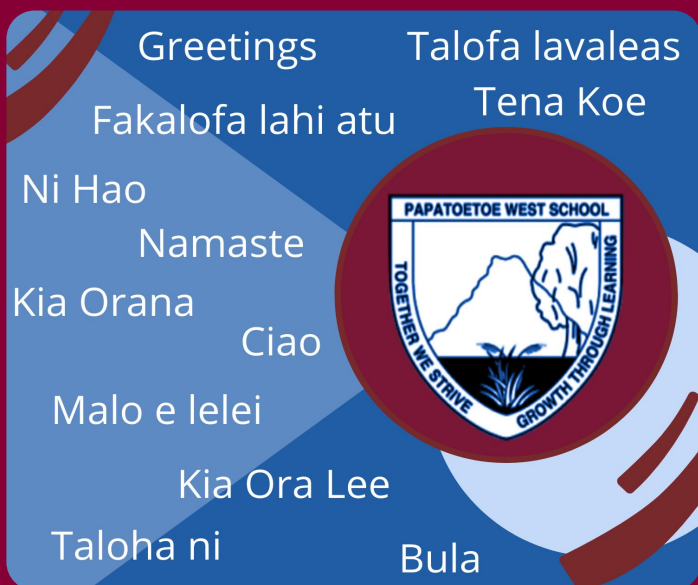 Greetings
Talofa lavaleas
Tena Koe
Fakalofa lahi atu
Ni Hao
Namaste
Kia Orana
Ciao
Malo e lelei
Kia Ora Lee
Taloha ni
Bula
PAPATOETOE WEST SCHOOL
TOGETHER WE STRIVE
GROWTH THROUGH LEARNING